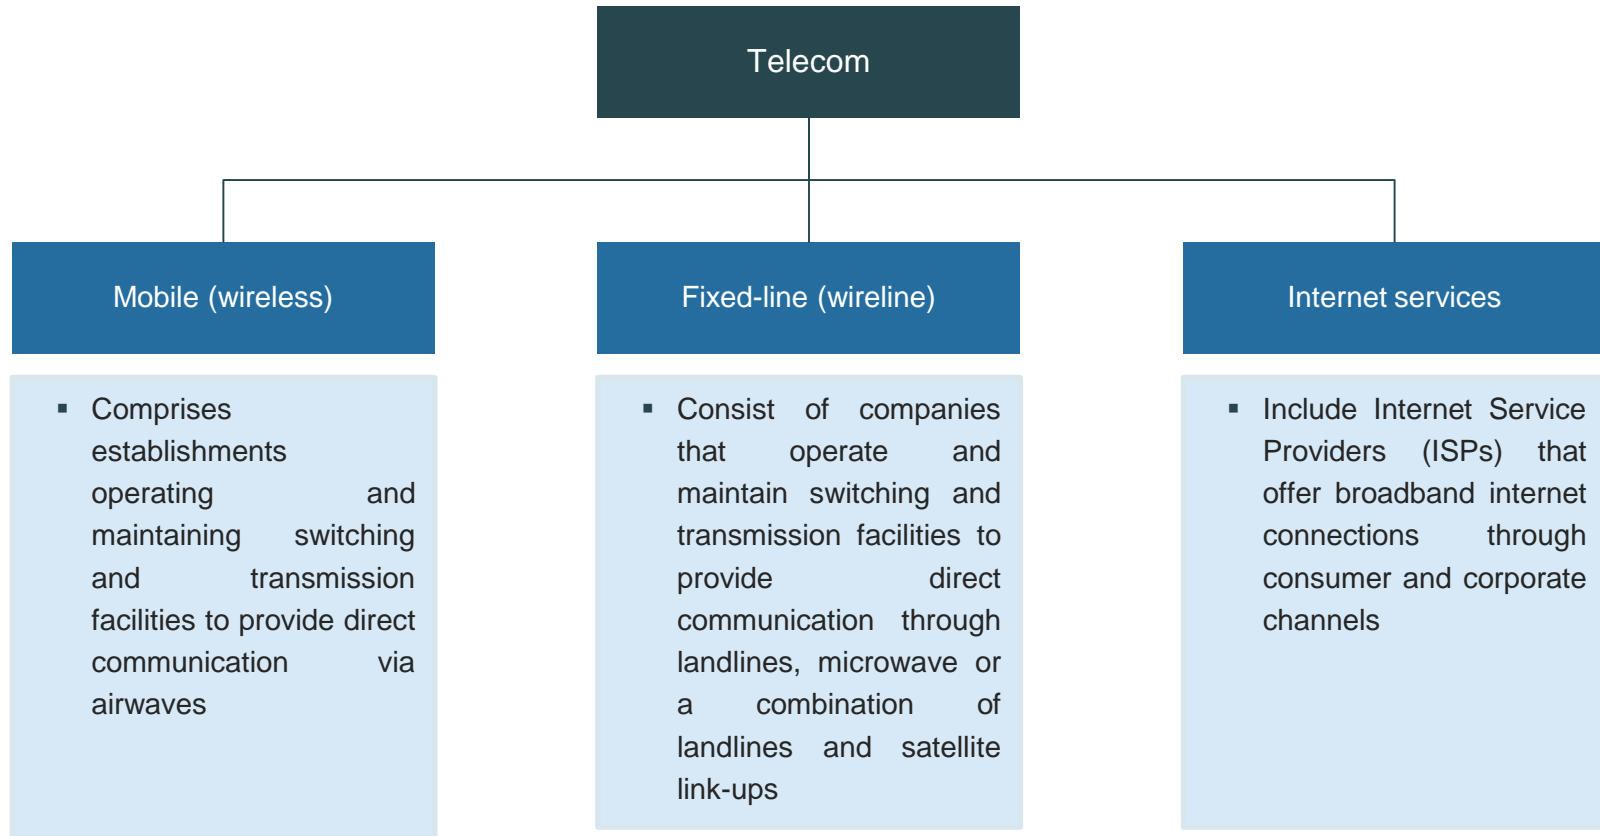 Telecom
Mobile (wireless)
▪ Comprises
establishments
operating and
maintaining switching
and transmission
facilities to provide direct
communication via
airwaves
Fixed-line (wireline)
▪ Consist of companies
that operate and
maintain switching and
transmission facilities to
provide direct
communication through
landlines, microwave or
a combination of
landlines and satellite
link-ups
Internet services
▪ Include Internet Service
Providers (ISPs) that
offer broadband internet
connections through
consumer and corporate
channels